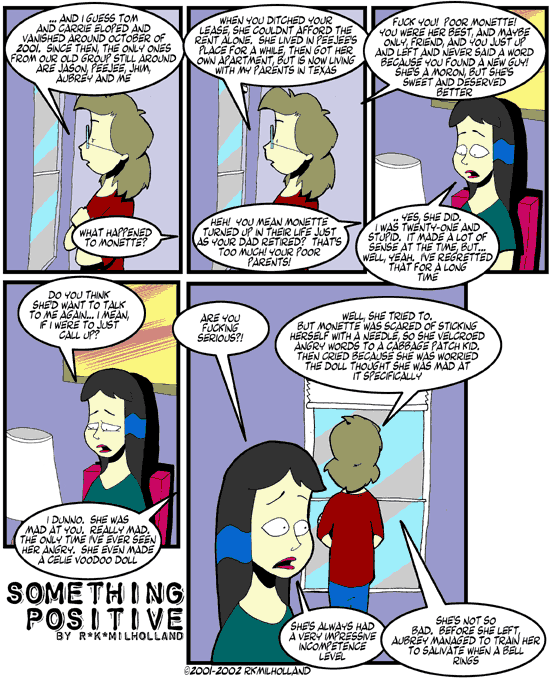 ... AND I GUESS TOM
AND CARRIE ELOPED AND
VANISHED AROUND OCTOBER OF
2001. SINCE THEN, THE ONLY ONES
FROM OUR OLD GROUP STILL AROUND
ARE JASON, PEEJEE, JHIM,
AUBREY AND ME
WHAT HAPPENED
TO MONETTE?
WHEN YOU DITCHED YOUR
LEASE, SHE COULDNT AFFORD THE
RENT ALONE. SHE LIVED IN PEEJEE'S
PLACE FOR A WHILE, THEN GOT HER
OWN APARTMENT, BUT IS NOW LIVING
WITH MY PARENTS IN TEXAS
HEH! YOU MEAN MONETTE
TURNED UP IN THEIR LIFE JUST
AS YOUR DAD RETIRED? THAT'S
TOO MUCH! YOUR POOR
PARENTS!
FUCK YOU! POOR MONETTE!
YOU WERE HER BEST, AND MAYBE
ONLY, FRIEND, AND YOU JUST UP
AND LEFT AND NEVER SAID A WORD
BECAUSE YOU FOUND A NEW GUY!
SHE'S A MORON, BUT SHE'S
SWEET AND DESERVED
BETTER
.. YES, SHE DID.
I WAS TWENTY-ONE AND
STUPID. IT MADE A LOT OF
SENSE AT THE TIME, BUT...
WELL, YEAH. I'VE REGRETTED
THAT FOR A LONG
TIME
DO YOU THINK
SHE'D WANT TO TALK
TO ME AGAIN... I MEAN,
IF I WERE TO JUST
CALL UP?
I DUNNO. SHE WAS
MAD AT YOU. REALLY MAD.
THE ONLY TIME I'VE EVER SEEN
HER ANGRY. SHE EVEN MADE
A CELIE VOODOO DOLL
ARE YOU
FUCKING
SERIOUS?!
WELL, SHE TRIED TO.
BUT MONETTE WAS SCARED OF STICKING
HERSELF WITH A NEEDLE, SO SHE VELCROED
ANGRY WORDS TO A CABBAGE PATCH KID,
THEN CRIED BECAUSE SHE WAS WORRIED
THE DOLL THOUGHT SHE WAS MAD AT
IT SPECIFICALLY
SHE'S ALWAYS HAD
A VERY IMPRESSIVE
INCOMPETENCE
LEVEL
SHE'S NOT SO
BAD. BEFORE SHE LEFT,
AUBREY MANAGED TO TRAIN HER
TO SALIVATE WHEN A BELL
RINGS
SOMETHING
POSITIVE
BY R*K*MILHOLLAND
©2001-2002 RKMILHOLLAND